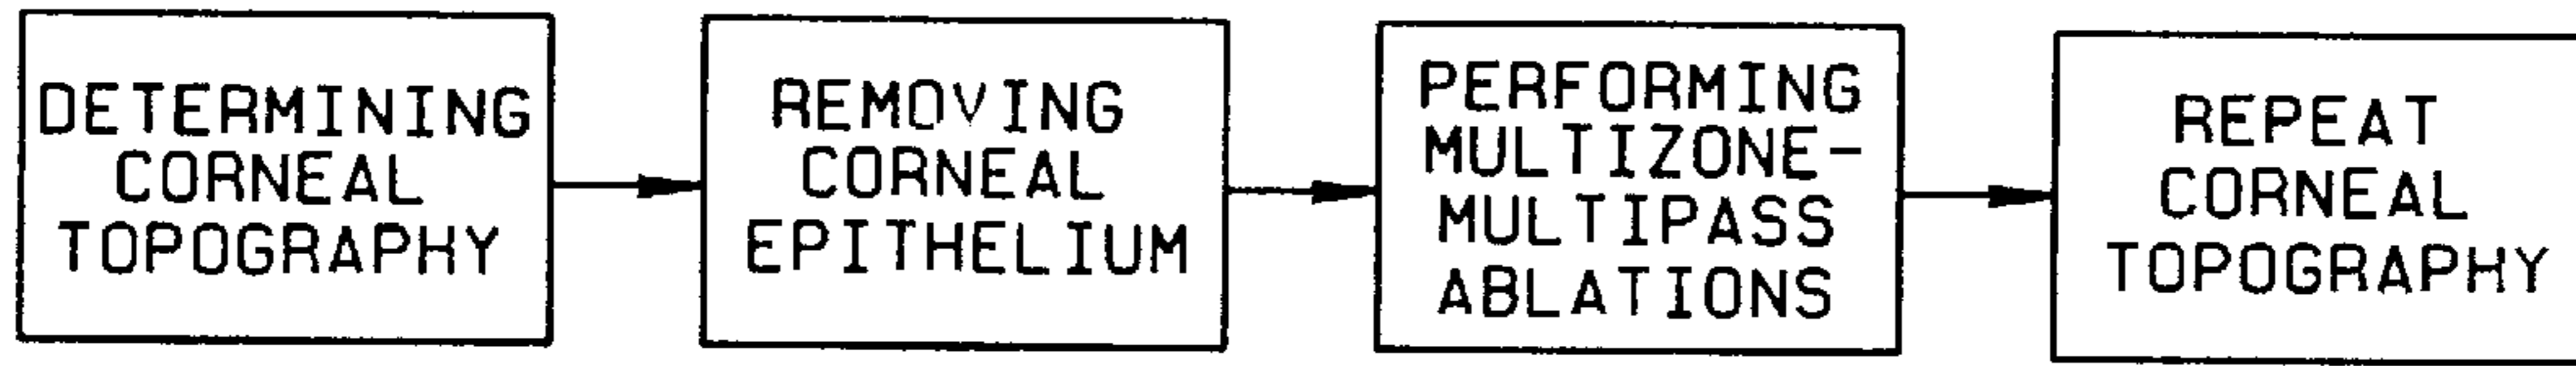 DETERMINING
CORNEAL
TOPOGRAPHY
REMOVING
CORNEAL
EPITHELIUM
PERFORMING
MULTIZONE-
MULTIPASS
ABLATIONS
REPEAT
CORNEAL
TOPOGRAPHY